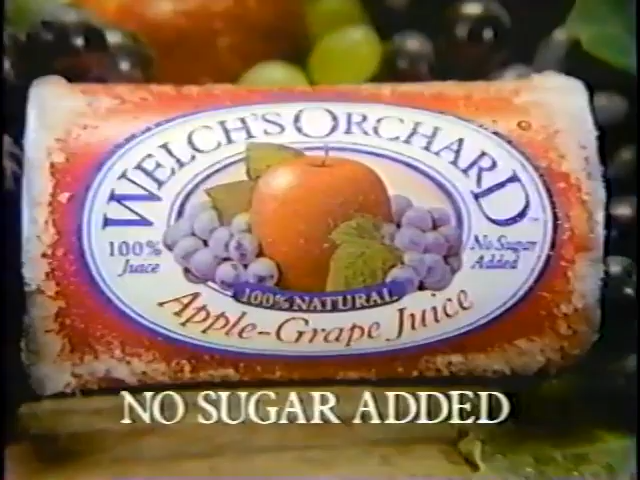 WELCH'S ORCHARD
100% Juice
No Sugar Added
100% NATURAL
Apple-Grape Juice
NO SUGAR ADDED